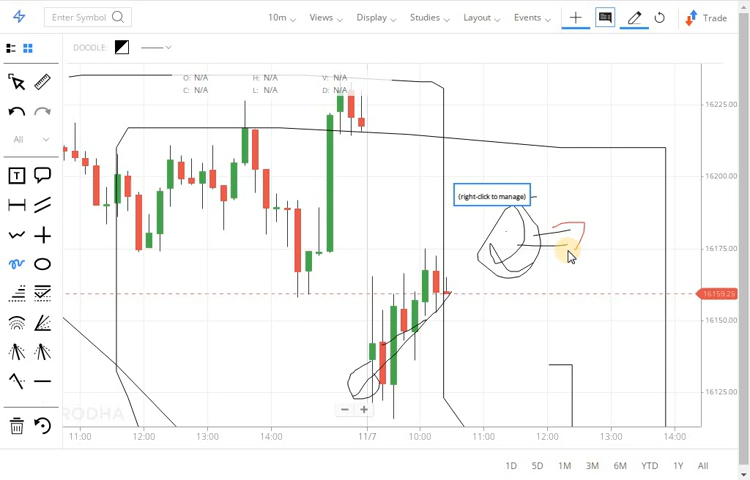 Enter Symbol
10m Views Display Studies Layout Events Trade
DOODLE:
O: N/A H: N/A V: N/A
C: N/A L: N/A D: N/A
All
T
16225.00
16200.00
(right-click to manage)
16175.00
16159.25
16150.00
16125.00
RODHA
11:00 12:00 13:00 14:00 11/7 10:00 11:00 12:00 13:00 14:00
1D 5D 1M 3M 6M YTD 1Y All